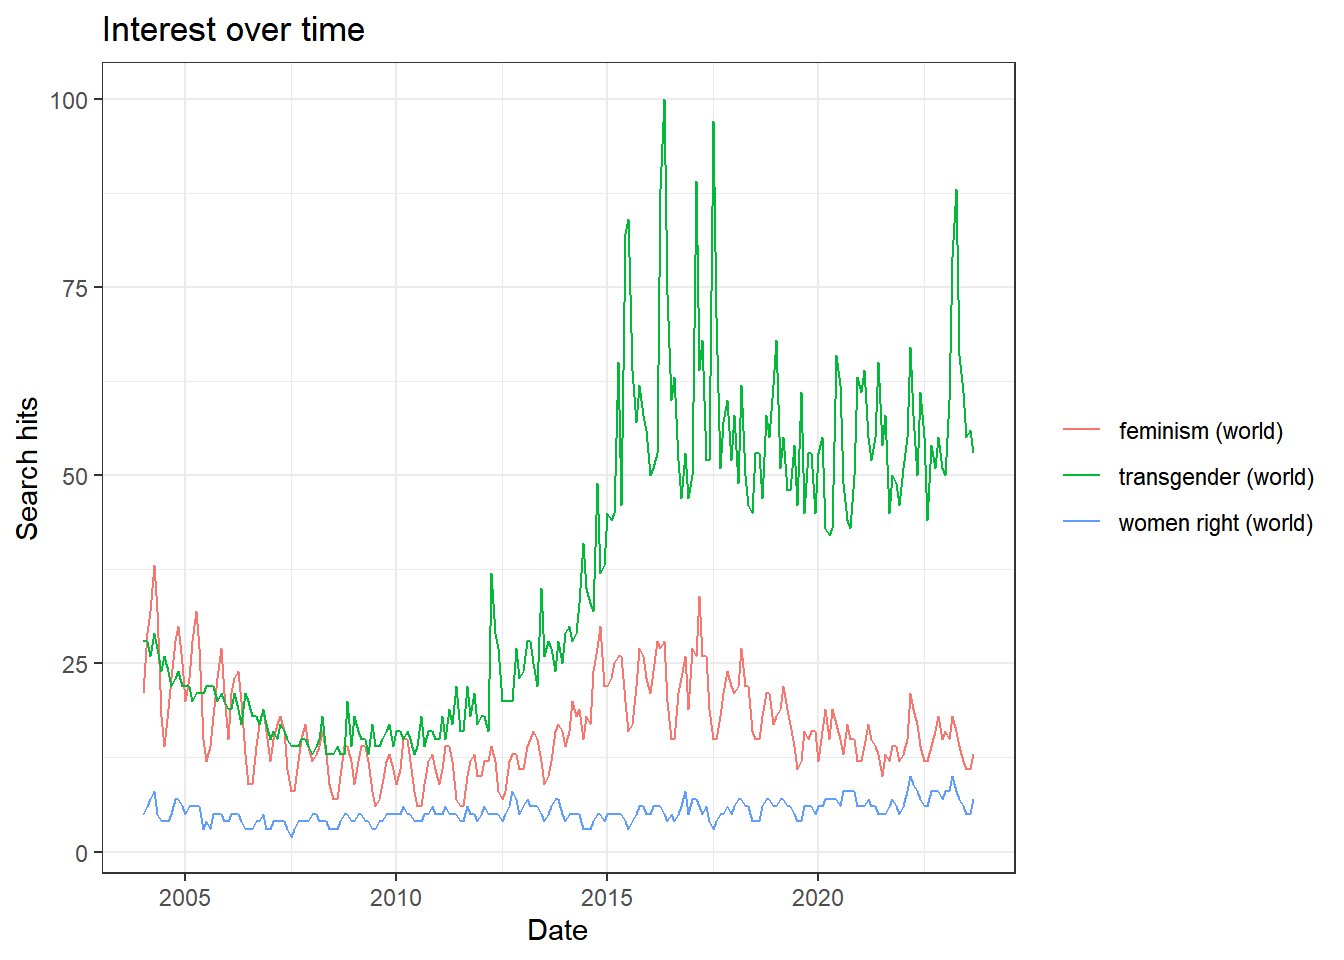 Interest over time
100
75
50
25
0
Search hits
2005 2010 2015 2020
Date
feminism (world)
transgender (world)
women right (world)